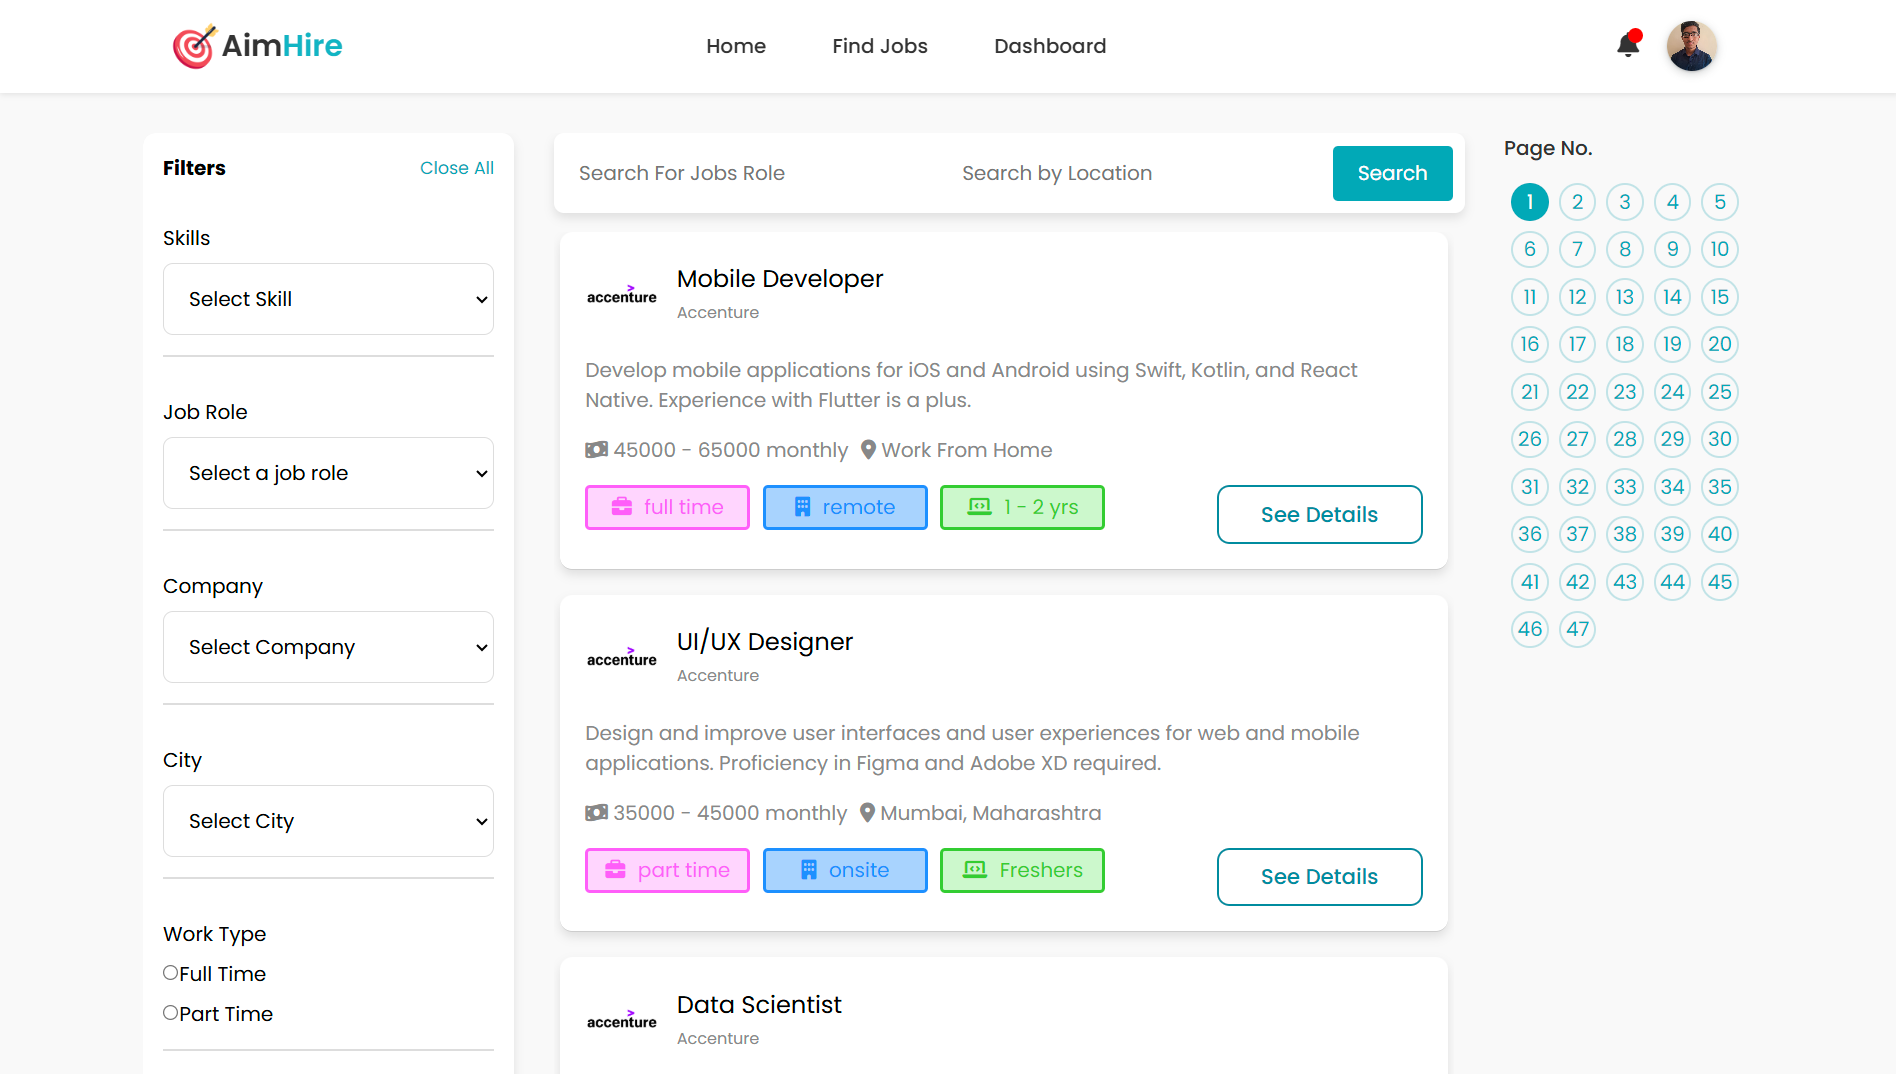 AimHire
Home
Find Jobs
Dashboard
Filters
Close All
Skills
Select Skill
Job Role
Select a job role
Company
Select Company
City
Select City
Work Type
Full Time
Part Time
Search For Jobs Role
Search by Location
Search
accenture
Mobile Developer
Accenture
Develop mobile applications for iOS and Android using Swift, Kotlin, and React
Native. Experience with Flutter is a plus.
45000 - 65000 monthly
Work From Home
full time
remote
1 - 2 yrs
See Details
accenture
UI/UX Designer
Accenture
Design and improve user interfaces and user experiences for web and mobile
applications. Proficiency in Figma and Adobe XD required.
35000 - 45000 monthly
Mumbai, Maharashtra
part time
onsite
Freshers
See Details
accenture
Data Scientist
Accenture
Page No.
1 2 3 4 5
6 7 8 9 10
11 12 13 14 15
16 17 18 19 20
21 22 23 24 25
26 27 28 29 30
31 32 33 34 35
36 37 38 39 40
41 42 43 44 45
46 47